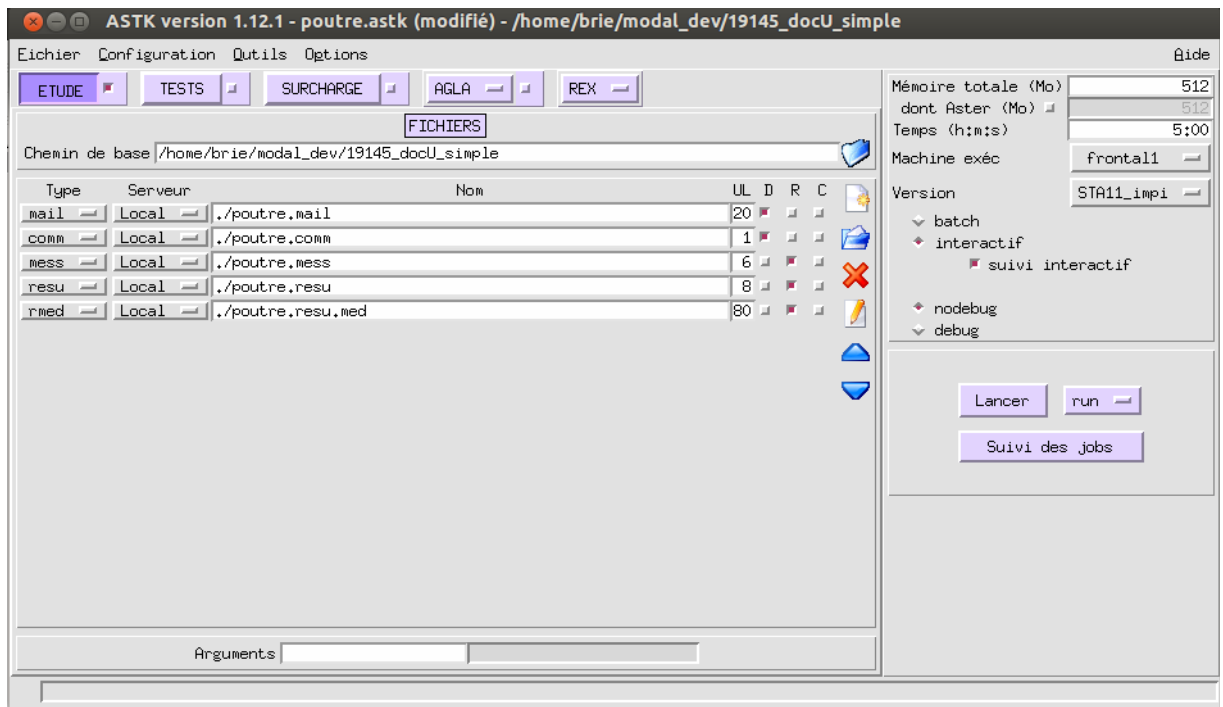 ASTK version 1.12.1 - poutre.astk (modifié) - /home/brie/modal_dev/19145_docU_simple
Eichier Configuration Outils Options Aide
ETUDE TESTS SURCHARGE AGLA REX
FICHIERS
Chemin de base /home/brie/modal_dev/19145_docU_simple
Type Serveur Nom UL D R C
mail Local ./poutre.mail 20
comm Local ./poutre.comm 1
mess Local ./poutre.mess 6
resu Local ./poutre.resu 8
rmed Local ./poutre.resu.med 80
Arguments
Mémoire totale (Mo) 512
dont Aster (Mo) 512
Temps (h:m:s) 5:00
Machine exéc frontal1
Version STA11_impi
batch
interactif
suivi interactif
nodebug
debug
Lancer run
Suivi des jobs